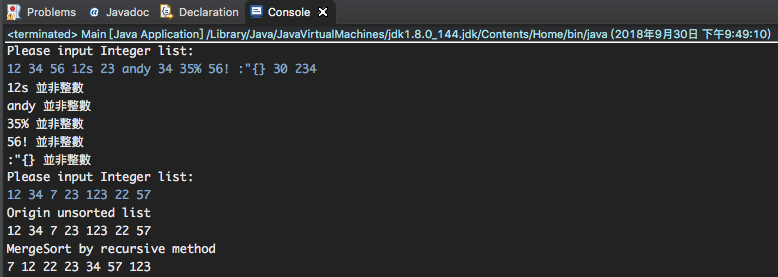 Problems Javadoc Declaration Console
<terminated> Main [Java Application] /Library/Java/JavaVirtualMachines/jdk1.8.0_144.jdk/Contents/Home/bin/java (2018年9月30日 下午9:49:10)
Please input Integer list:
12 34 56 12s 23 andy 34 35% 56! :"{} 30 234
12s 並非整數
andy 並非整數
35% 並非整數
56! 並非整數
:"{} 並非整數
Please input Integer list:
12 34 7 23 123 22 57
Origin unsorted list
12 34 7 23 123 22 57
MergeSort by recursive method
7 12 22 23 34 57 123